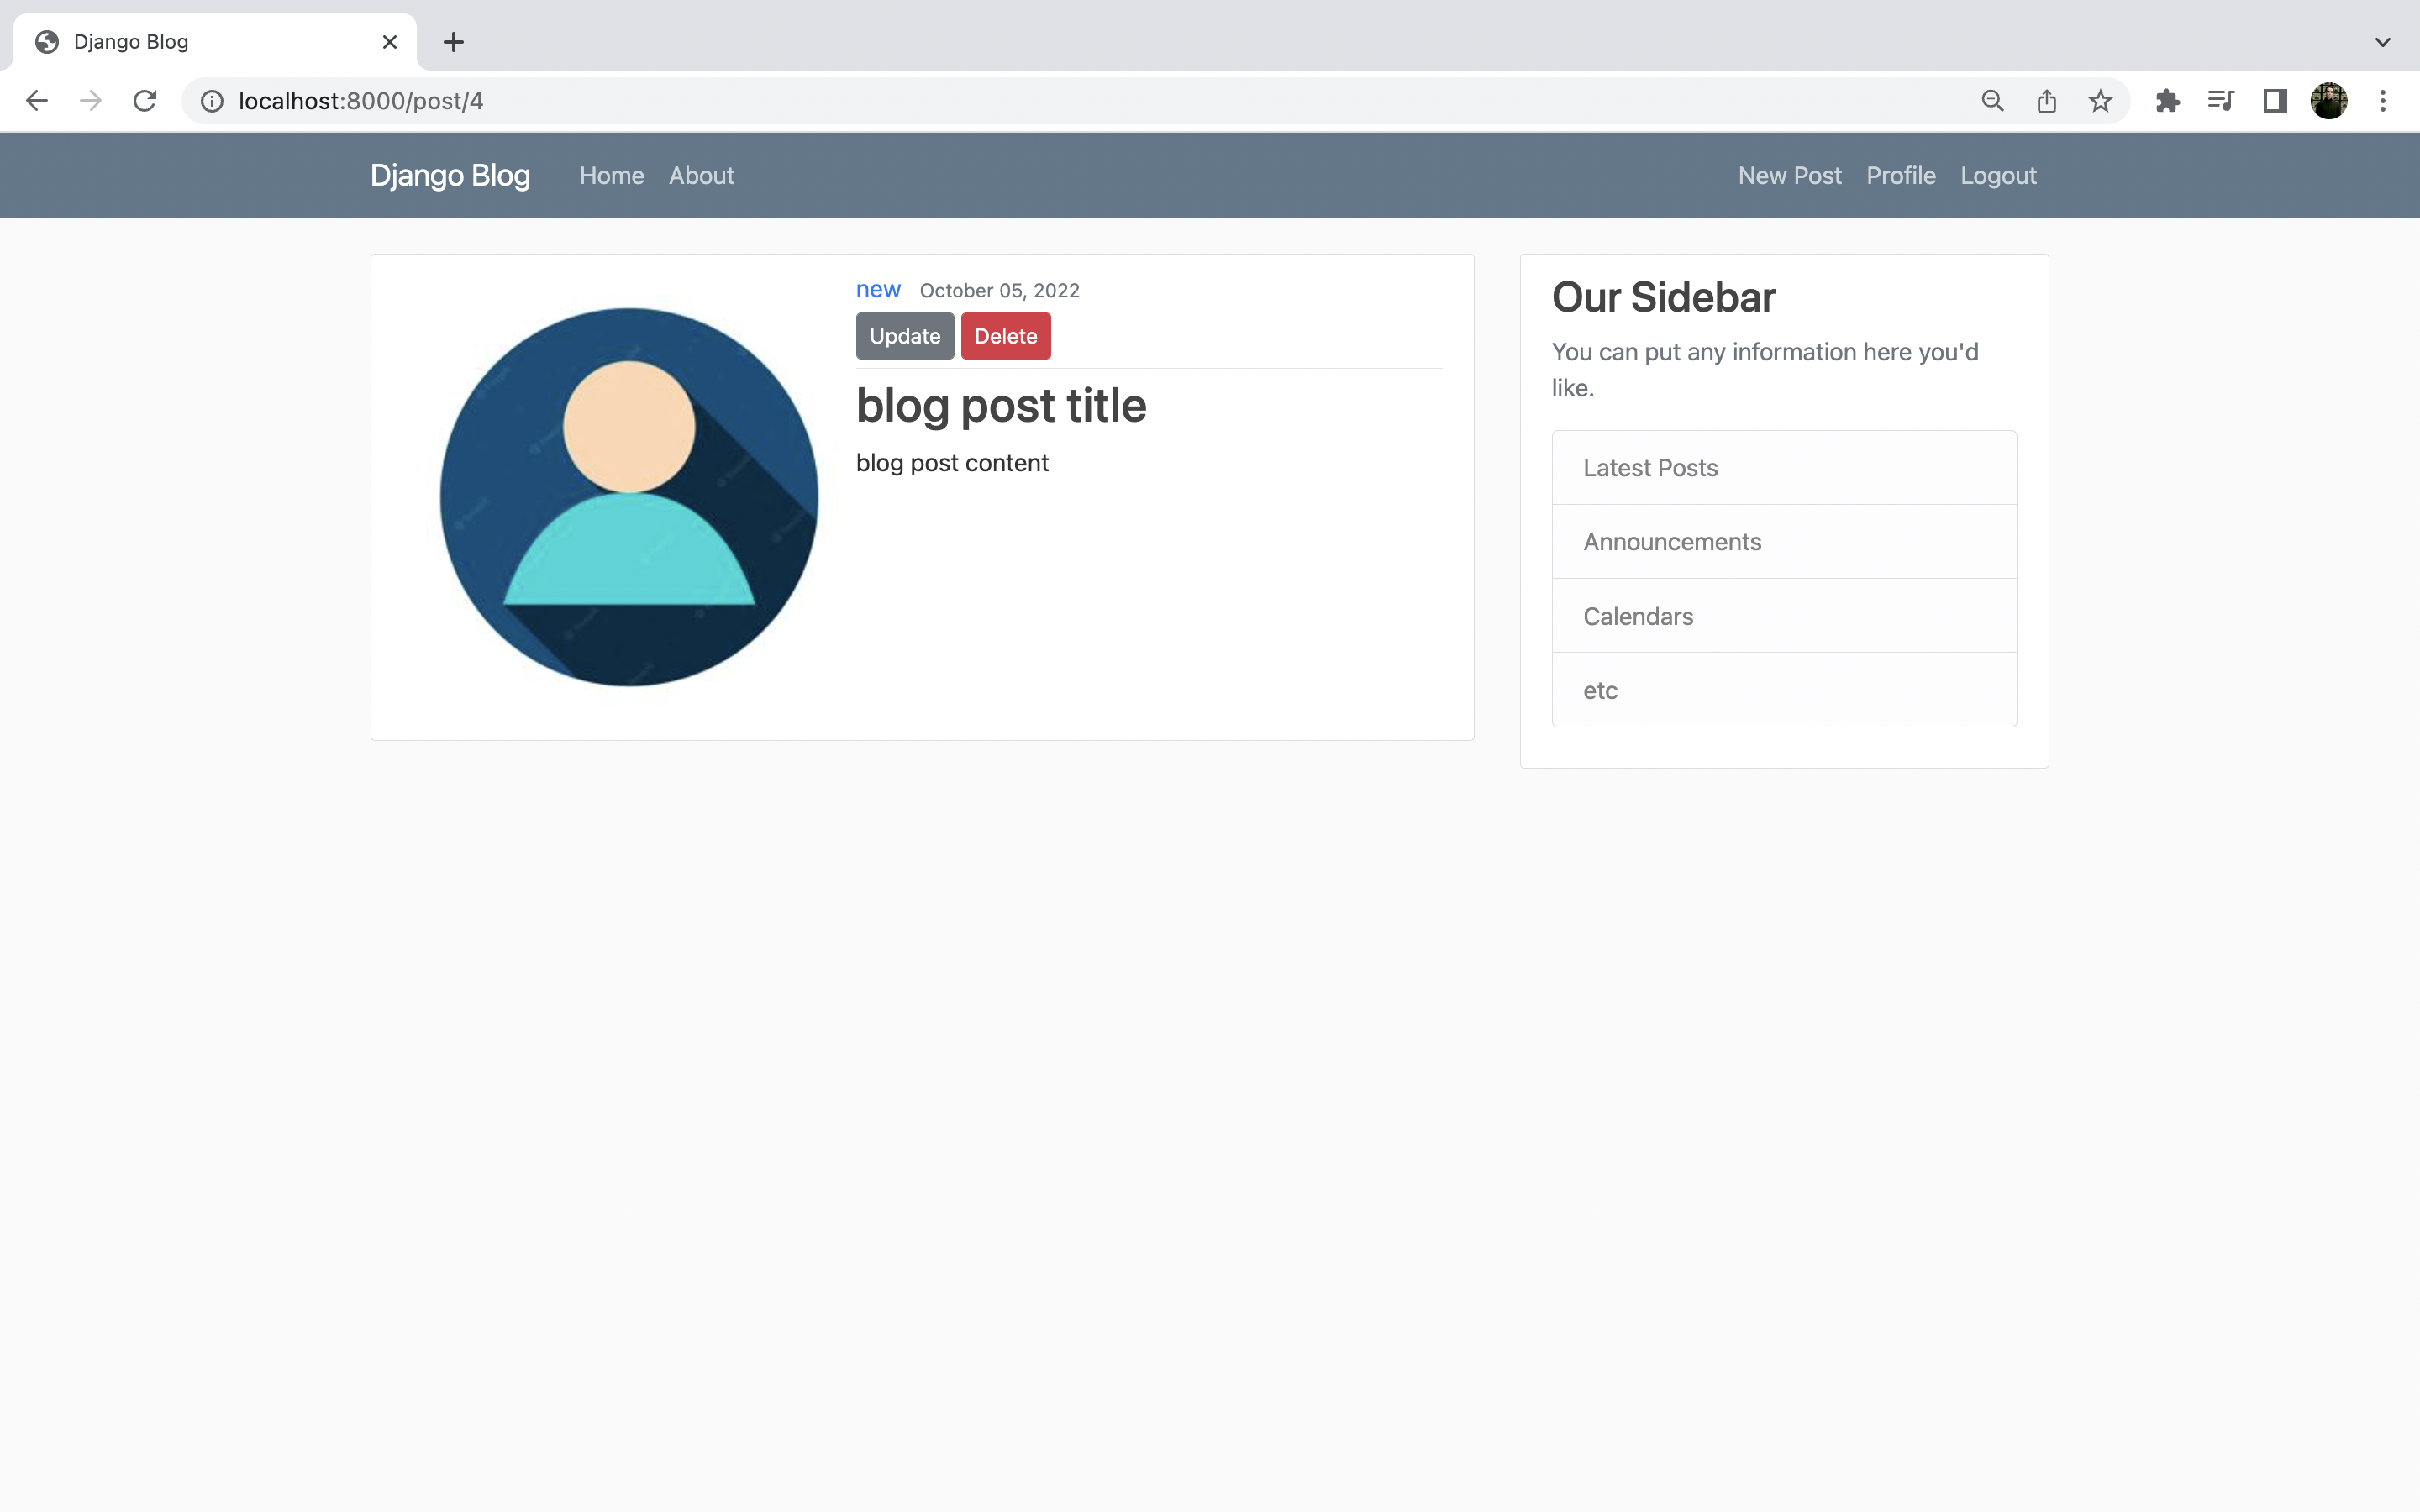 Django Blog
localhost:8000/post/4
Django Blog Home About New Post Profile Logout
new October 05, 2022
Update Delete
blog post title
blog post content
Our Sidebar
You can put any information here you'd
like.
Latest Posts
Announcements
Calendars
etc